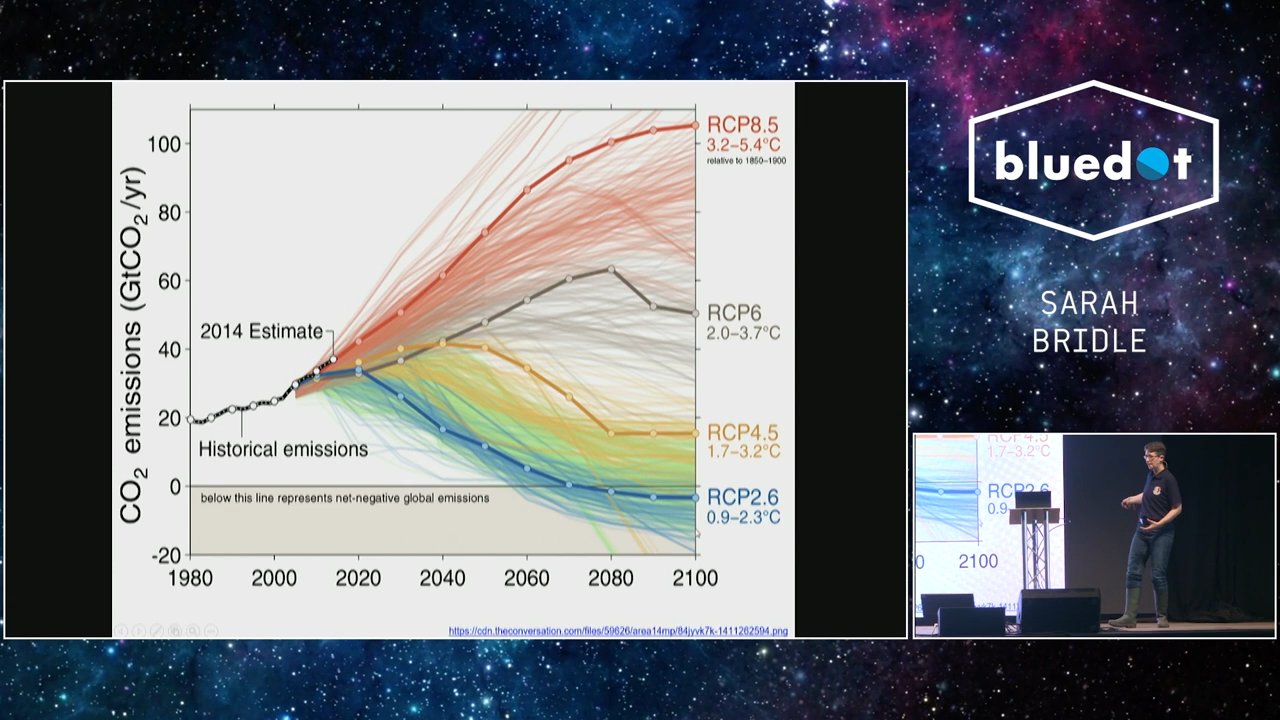 CO2 emissions (GtCO2/yr)
100
80
60
40
20
0
-20
1980
2000
2020
2040
2060
2080
2100
2014 Estimate
Historical emissions
below this line represents net-negative global emissions
RCP8.5
3.2–5.4°C
relative to 1850–1900
RCP6
2.0–3.7°C
RCP4.5
1.7–3.2°C
RCP2.6
0.9–2.3°C
https://cdn.theconversation.com/files/59626/area14mp/84jyvk7k-1411262594.png
bluedot
SARAH
BRIDLE
RCP4.5
1.7–3.2°C
RCP2.6
0.9
0
2100